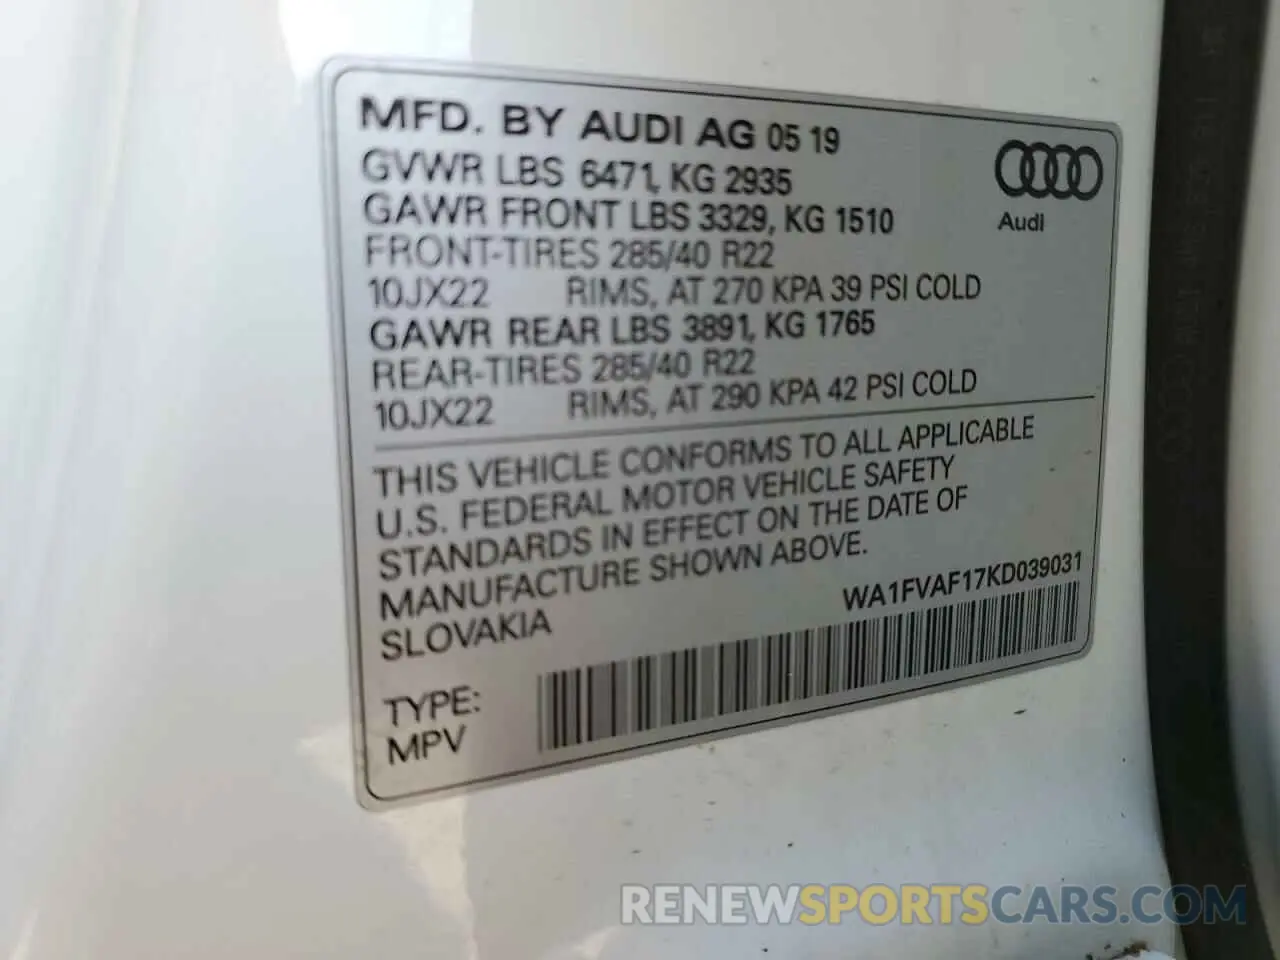 MFD. BY AUDI AG 05 19
GVWR LBS 6471, KG 2935
GAWR FRONT LBS 3329, KG 1510
FRONT-TIRES 285/40 R22
10JX22 RIMS, AT 270 KPA 39 PSI COLD
GAWR REAR LBS 3891, KG 1765
REAR-TIRES 285/40 R22
10JX22 RIMS, AT 290 KPA 42 PSI COLD
Audi
THIS VEHICLE CONFORMS TO ALL APPLICABLE
U.S. FEDERAL MOTOR VEHICLE SAFETY
STANDARDS IN EFFECT ON THE DATE OF
MANUFACTURE SHOWN ABOVE.
SLOVAKIA
WA1FVAF17KD039031
TYPE:
MPV
RENEWSPORTSCARS.COM